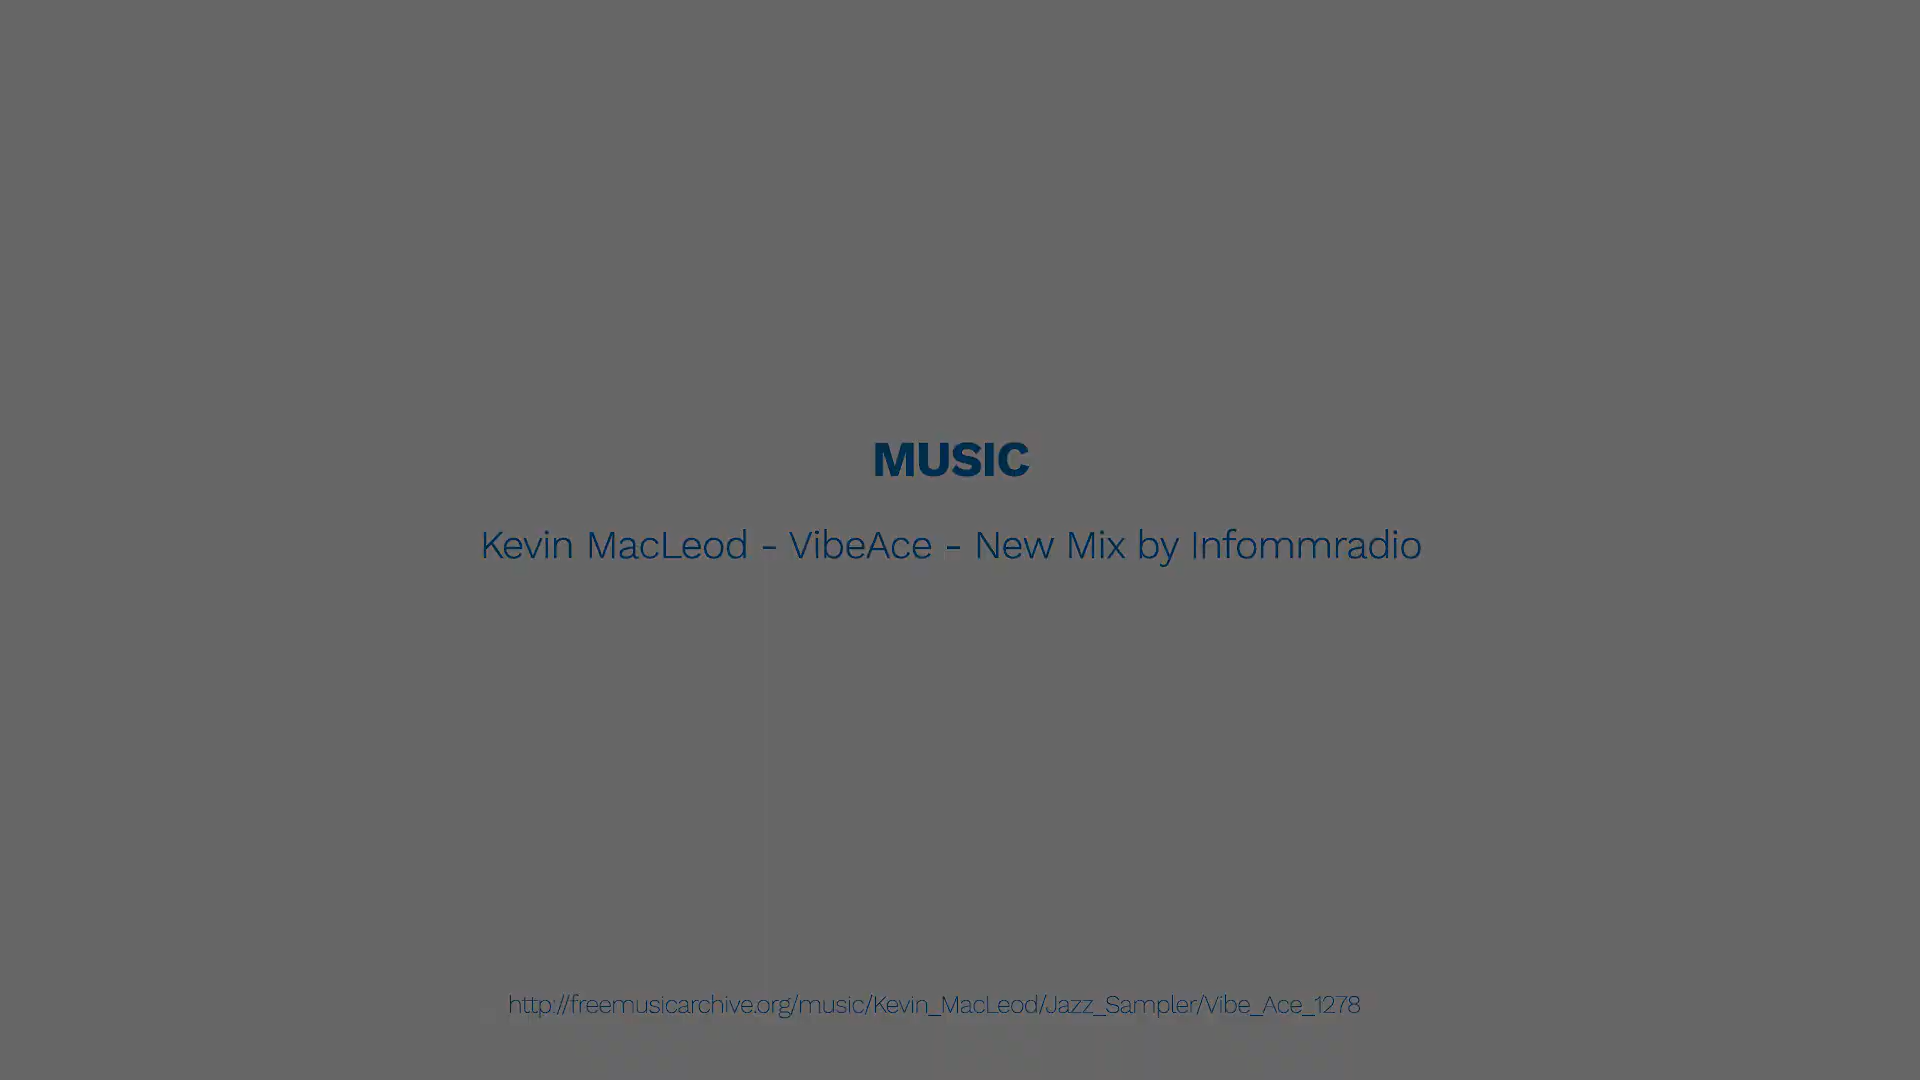 MUSIC
Kevin MacLeod - VibeAce - New Mix by Infommradio
http://freemusicarchive.org/music/Kevin_MacLeod/Jazz_Sampler/Vibe_Ace_1278